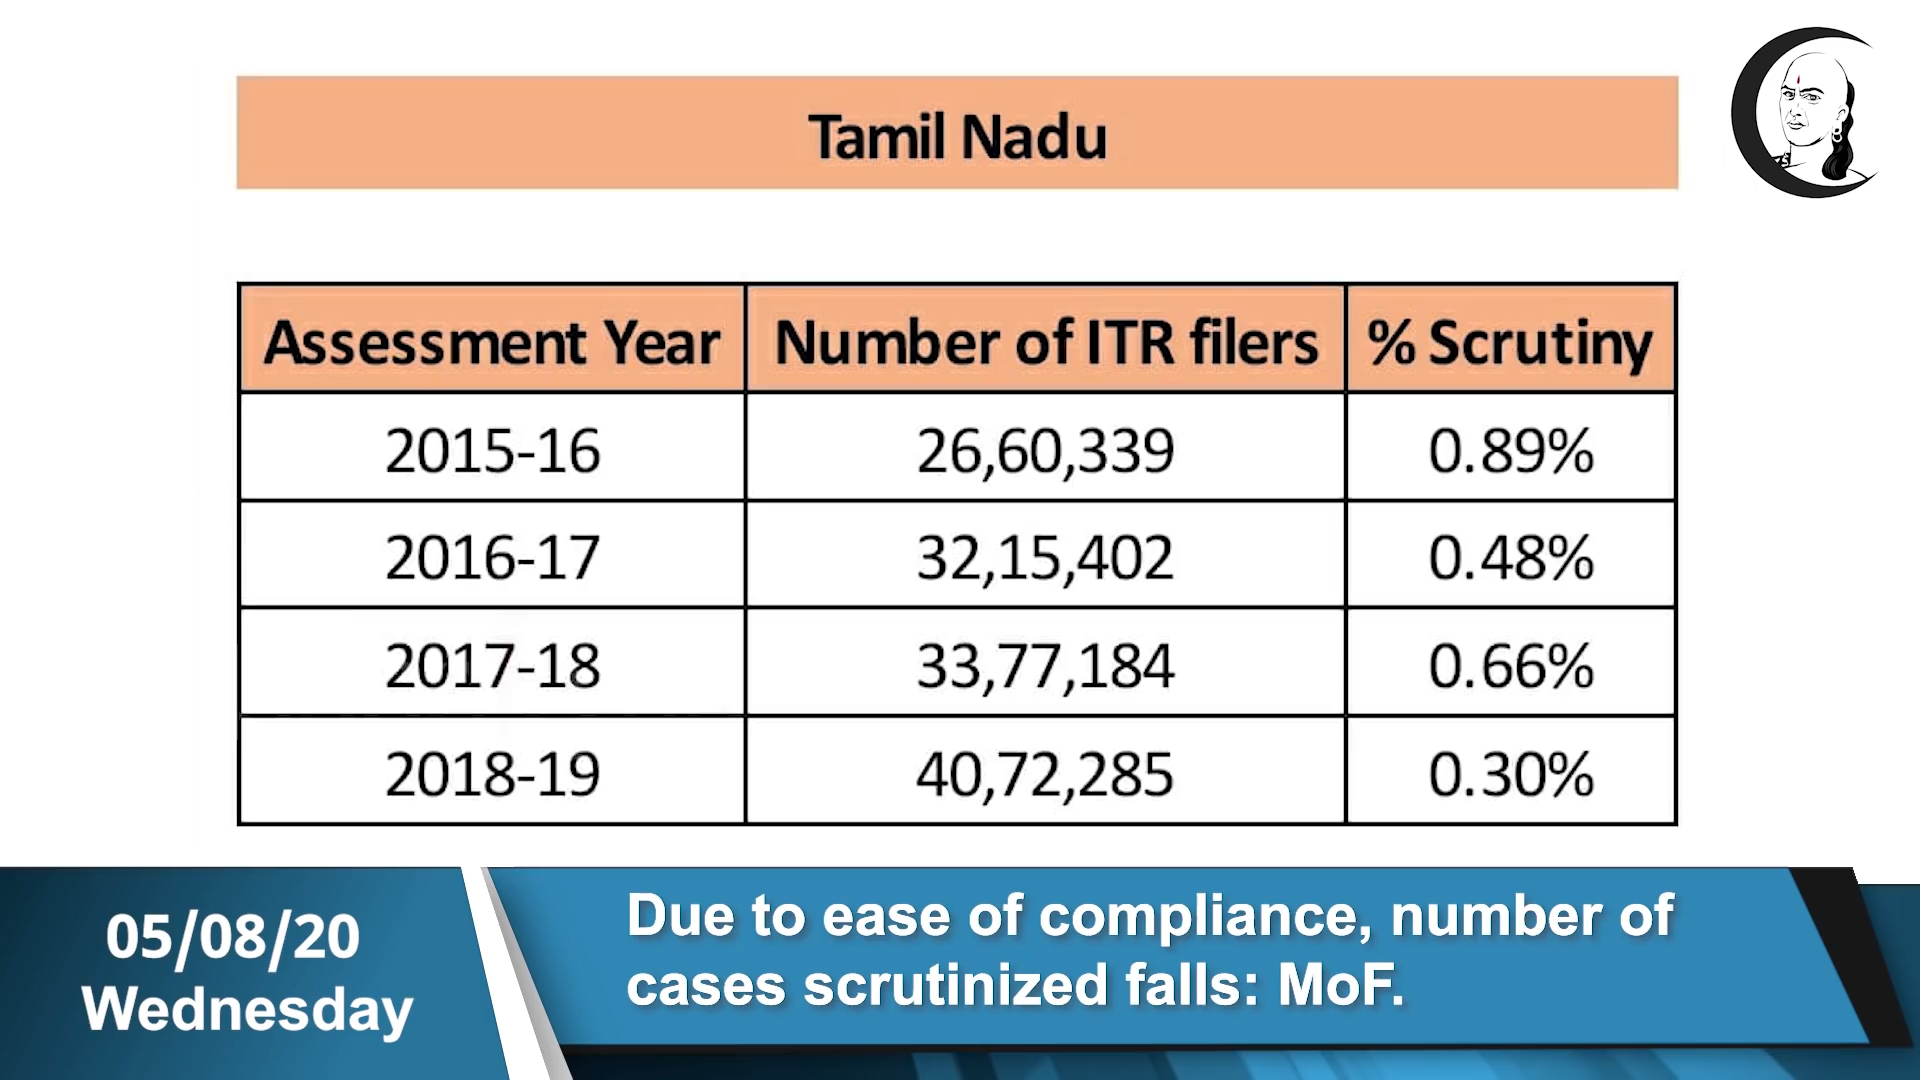 Tamil Nadu
Assessment Year Number of ITR filers % Scrutiny
2015-16 26,60,339 0.89%
2016-17 32,15,402 0.48%
2017-18 33,77,184 0.66%
2018-19 40,72,285 0.30%
05/08/20
Wednesday
Due to ease of compliance, number of
cases scrutinized falls: MoF.